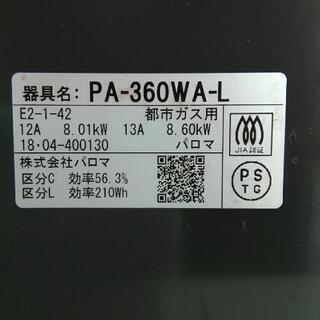 器具名: PA-360WA-L
E2-1-42 都市ガス用
12A 8.01kW 13A 8.60kW
18・04-400130 パロマ
株式会社パロマ
区分C 効率56.3%
区分L 効率210Wh
JIA認証
PS
TG